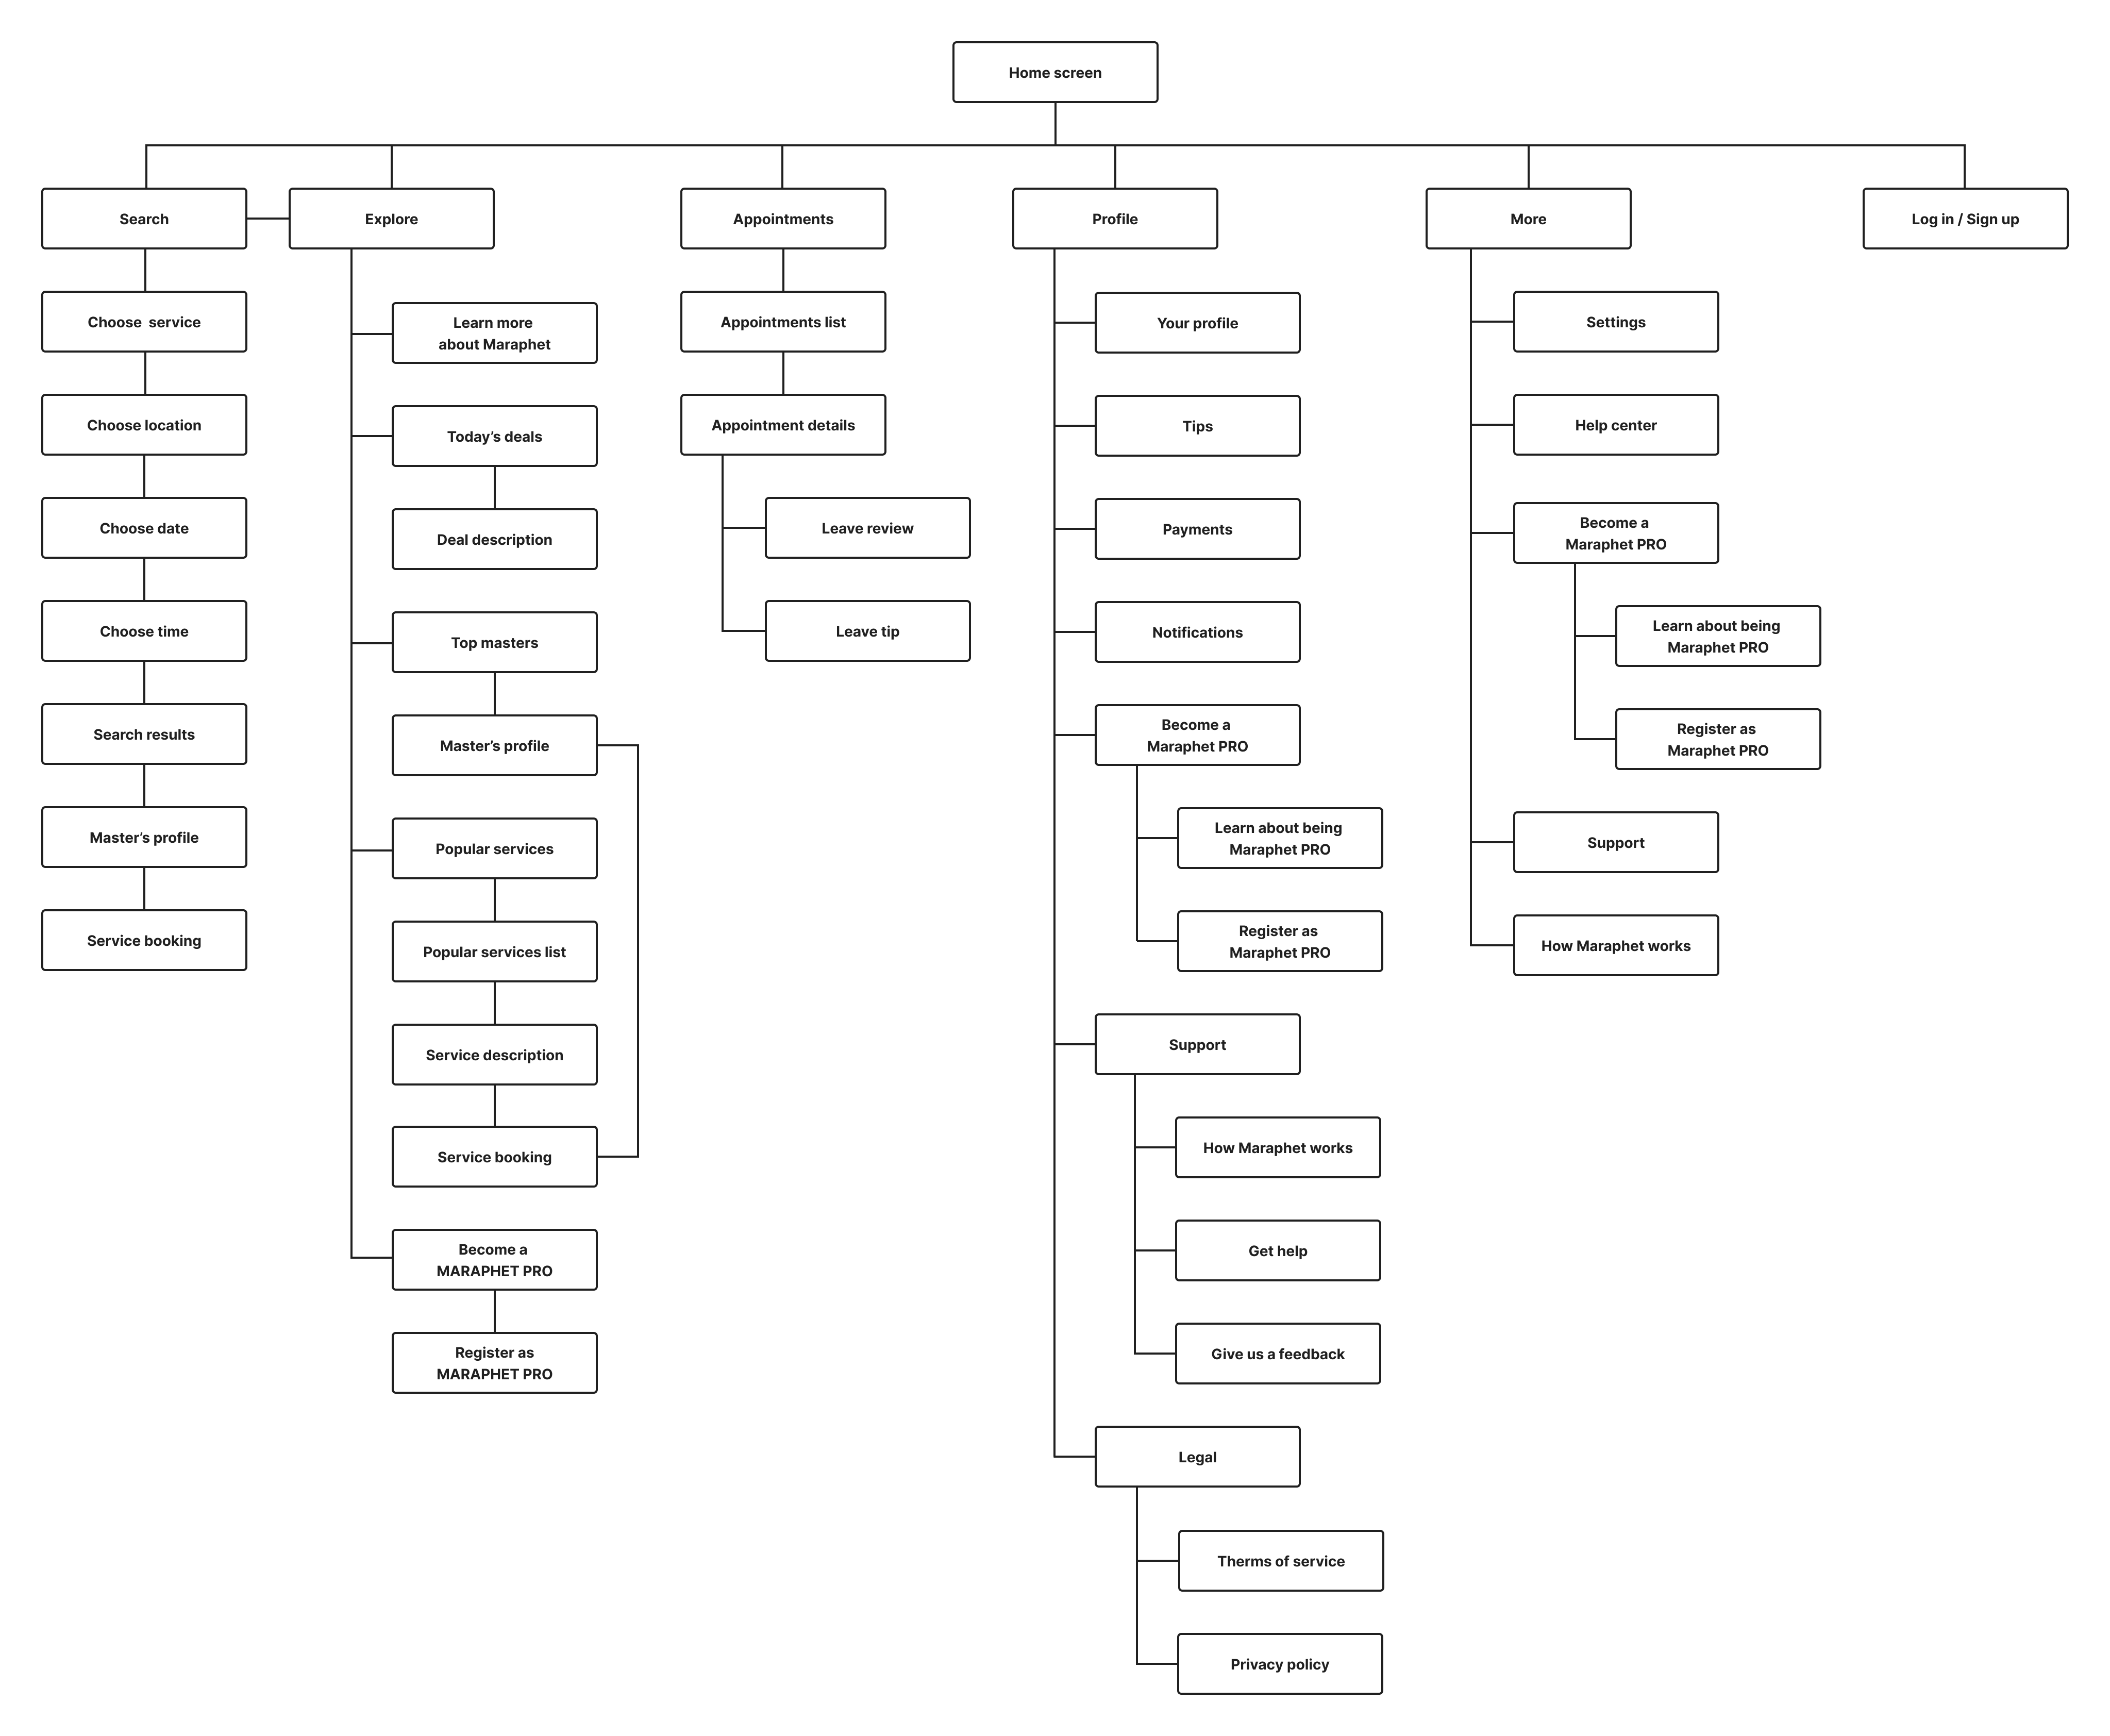 Home screen
Search
Explore
Appointments
Profile
More
Log in / Sign up
Choose service
Choose location
Choose date
Choose time
Search results
Master’s profile
Service booking
Learn more
about Maraphet
Today’s deals
Deal description
Top masters
Master’s profile
Popular services
Popular services list
Service description
Service booking
Become a
MARAPHET PRO
Register as
MARAPHET PRO
Appointments list
Appointment details
Leave review
Leave tip
Your profile
Tips
Payments
Notifications
Become a
Maraphet PRO
Learn about being
Maraphet PRO
Register as
Maraphet PRO
Support
How Maraphet works
Get help
Give us a feedback
Legal
Therms of service
Privacy policy
Settings
Help center
Become a
Maraphet PRO
Learn about being
Maraphet PRO
Register as
Maraphet PRO
Support
How Maraphet works